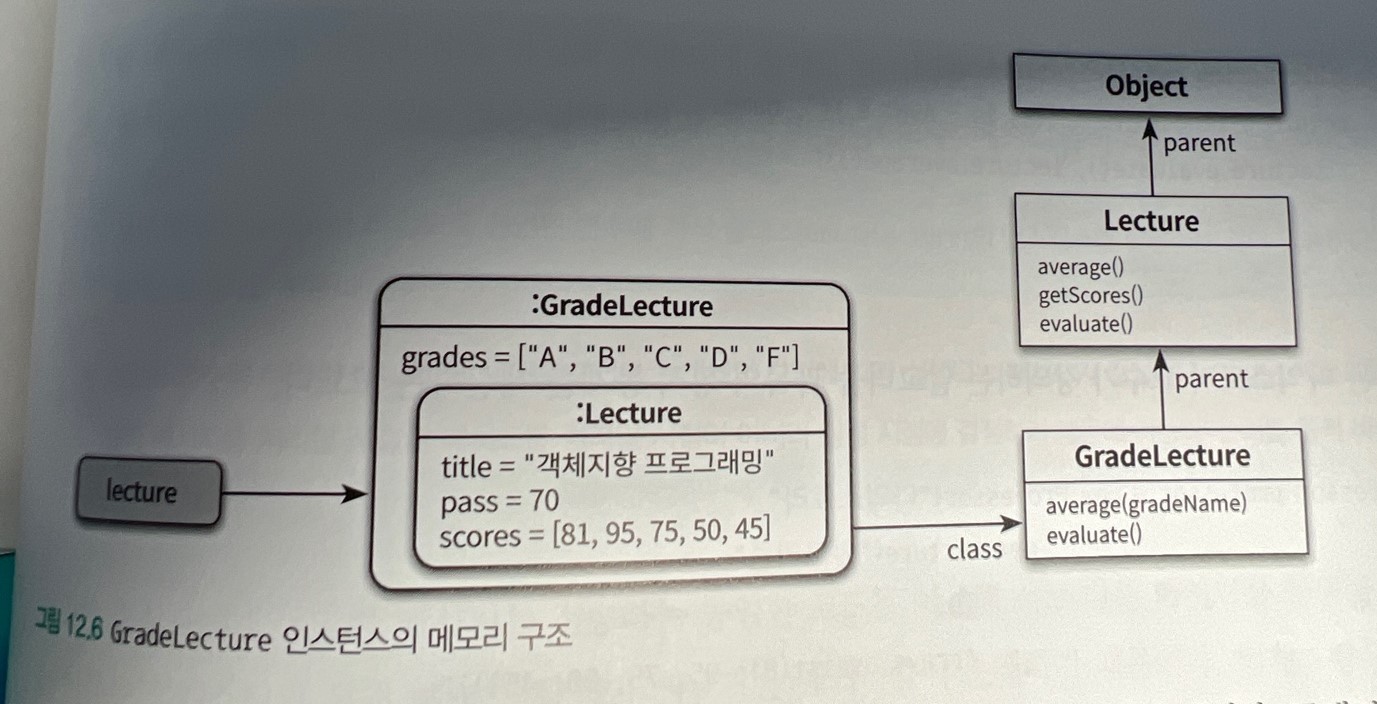 Object
parent
Lecture
average()
getScores()
evaluate()
parent
GradeLecture
average(gradeName)
evaluate()
:GradeLecture
grades = ["A", "B", "C", "D", "F"]
:Lecture
title = "객체지향 프로그래밍"
pass = 70
scores = [81, 95, 75, 50, 45]
lecture
class
그림 12.6 GradeLecture 인스턴스의 메모리 구조